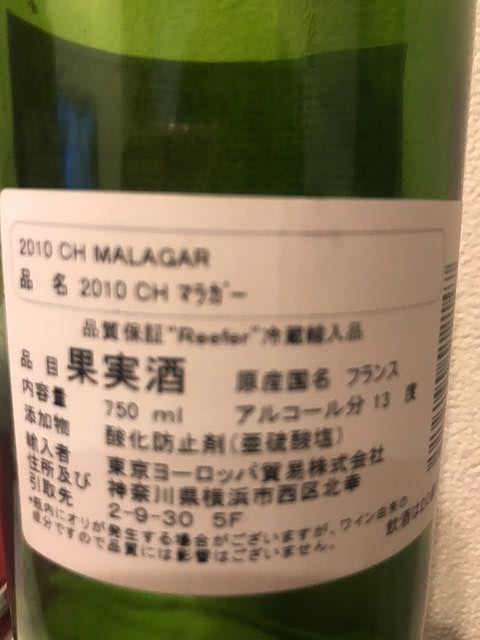 2010 CH MALAGAR
品 名 2010 CH マラガー
品質保証"Reefer"冷蔵輸入品
品目 果実酒 原産国名 フランス
内容量 750 ml アルコール分 13 度
添加物 酸化防止剤(亜硫酸塩)
輸入者 東京ヨーロッパ貿易株式会社
住所及び 神奈川県横浜市西区北幸
引取先 2-9-30 5F
*瓶内にオリが発生する場合がございますが、ワイン由来の
成分ですので品質には影響はございません。
飲酒は20